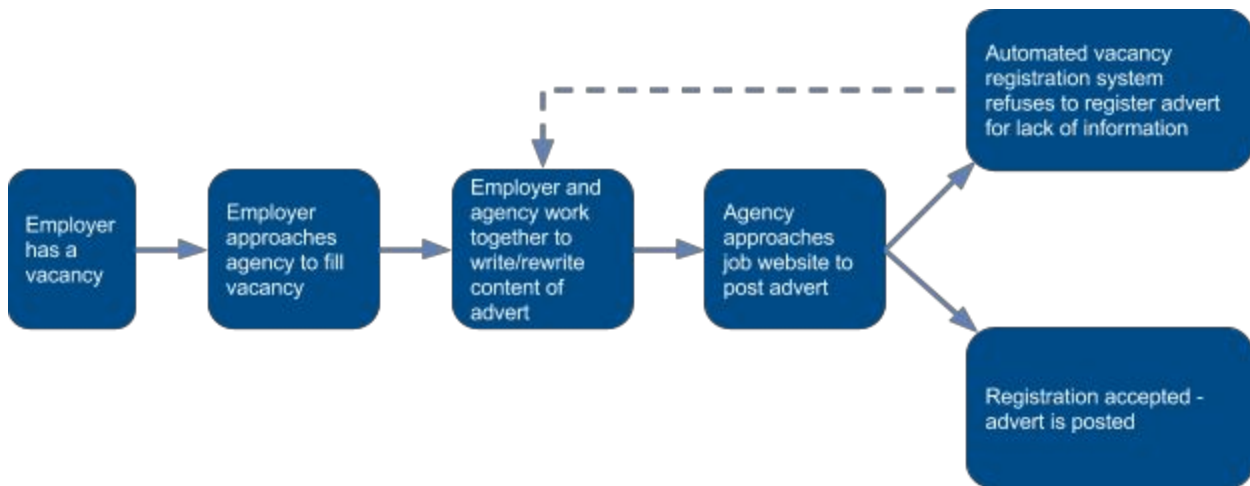 Employer
has a
vacancy
Employer
approaches
agency to fill
vacancy
Employer and
agency work
together to
write/rewrite
content of
advert
Agency
approaches
job website to
post advert
Automated vacancy
registration system
refuses to register advert
for lack of information
Registration accepted -
advert is posted